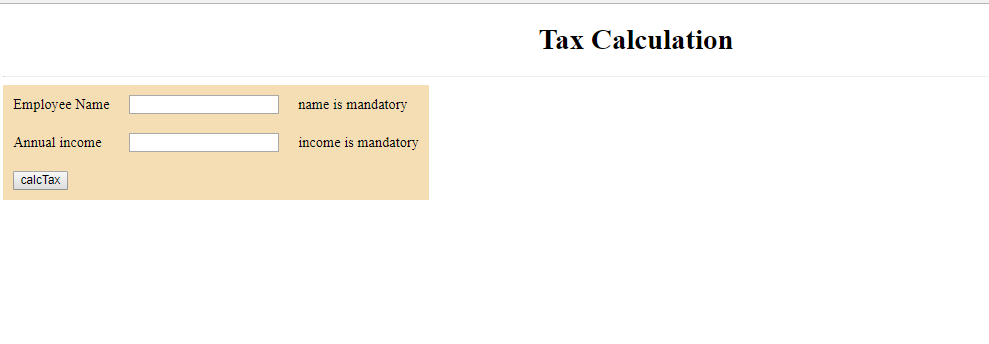 Tax Calculation
Employee Name name is mandatory
Annual income income is mandatory
calcTax